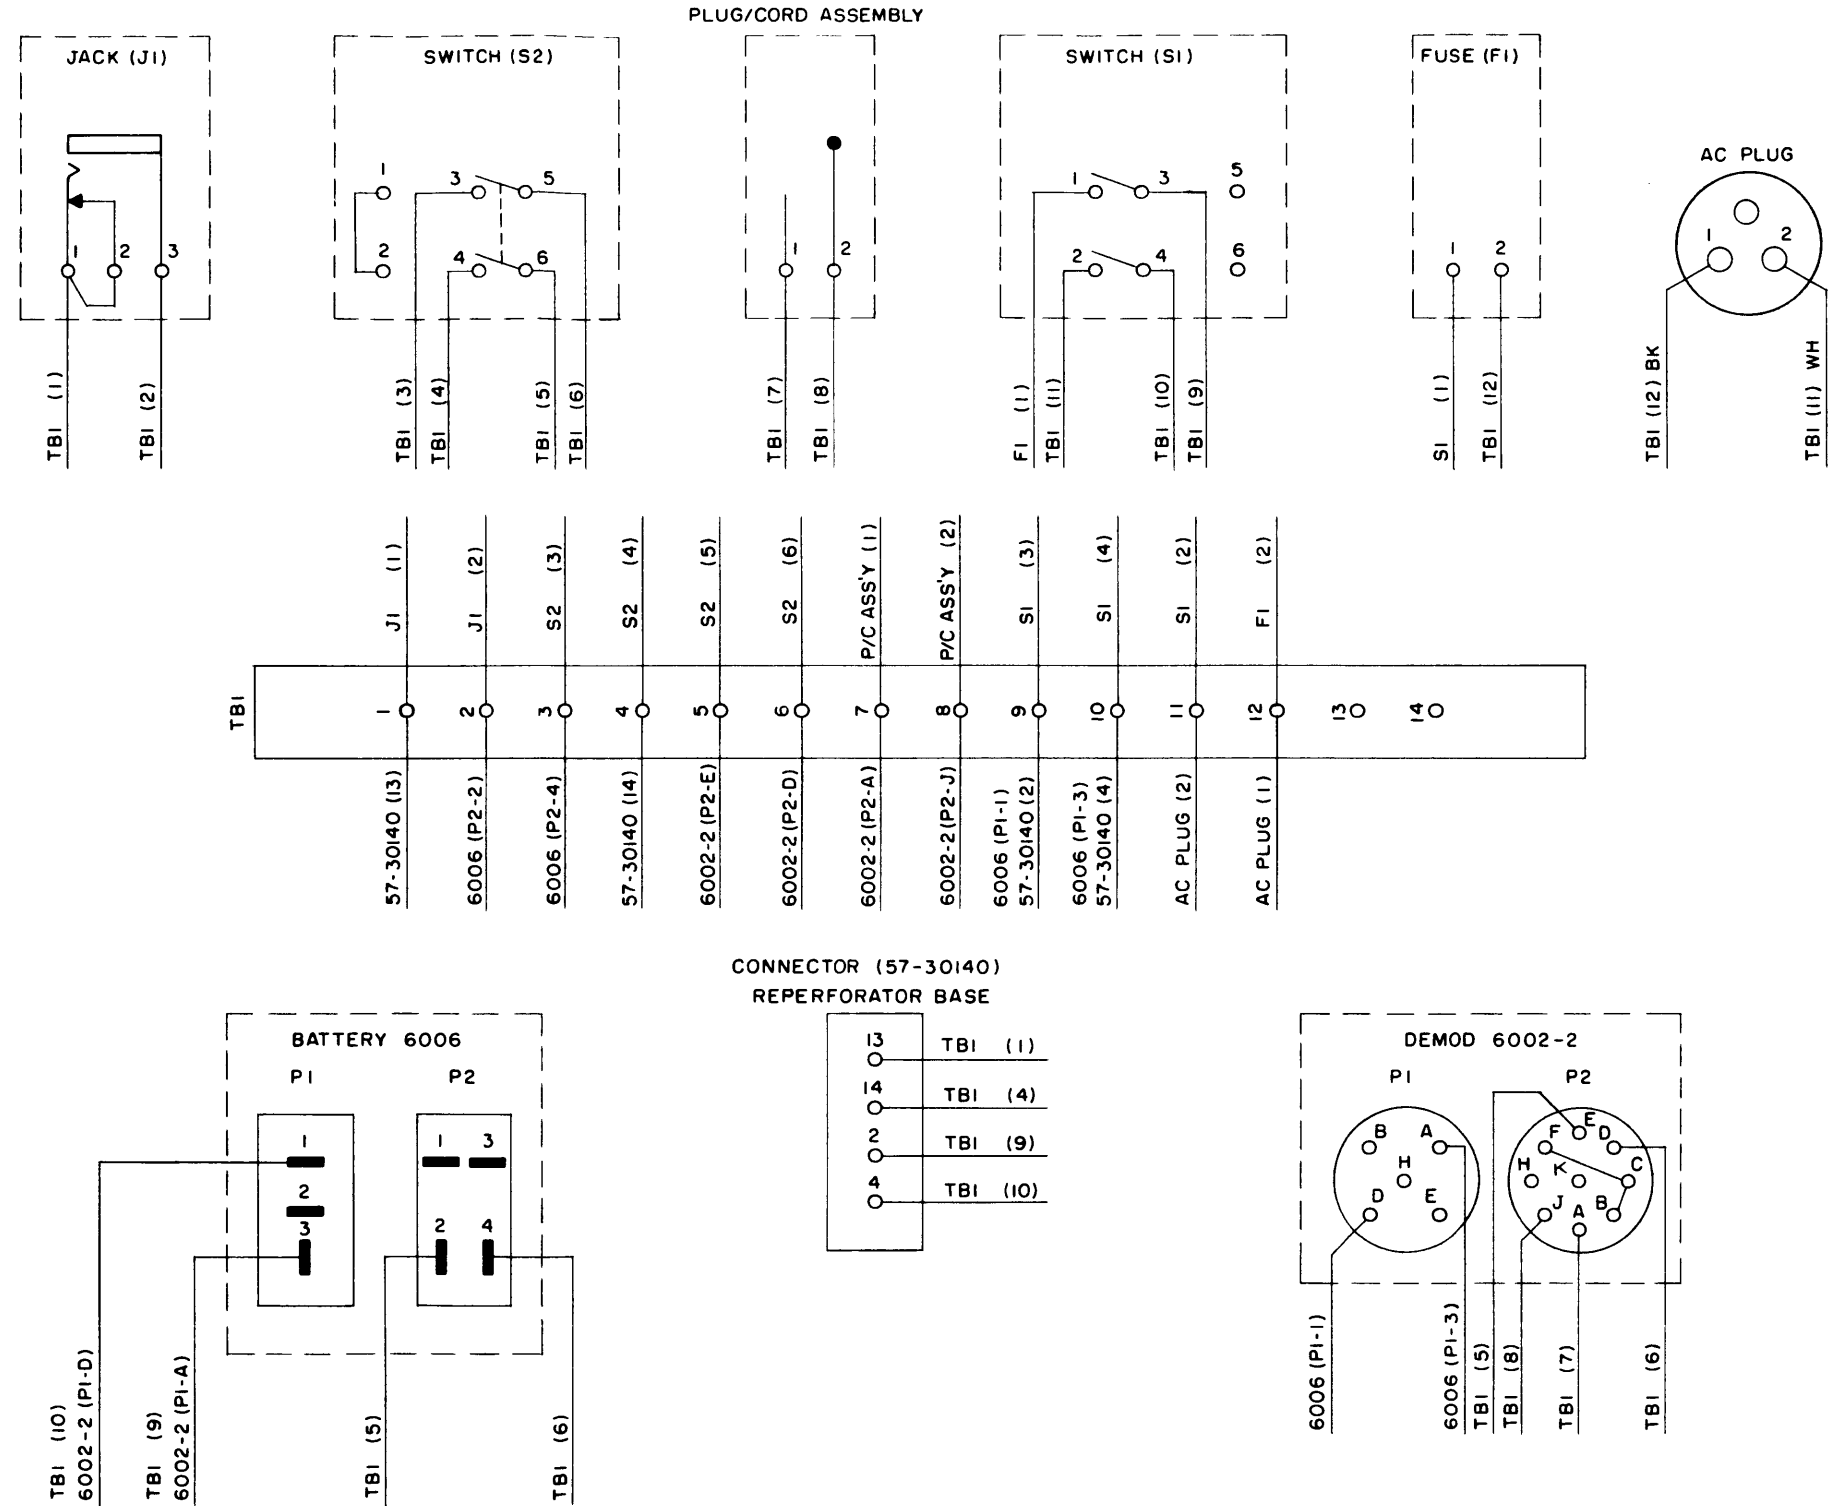 PLUG/CORD ASSEMBLY
JACK (J1)
SWITCH (S2)
SWITCH (S1)
FUSE (F1)
AC PLUG
1
2
3
1
2
3
5
4
6
1
2
1
3
5
2
4
6
1
2
1
2
TB1 (1)
TB1 (2)
TB1 (3)
TB1 (4)
TB1 (5)
TB1 (6)
TB1 (7)
TB1 (8)
F1 (1)
TB1 (11)
TB1 (10)
TB1 (9)
S1 (1)
TB1 (12)
TB1 (12) BK
TB1 (11) WH
J1 (1)
J1 (2)
S2 (3)
S2 (4)
S2 (5)
S2 (6)
P/C ASS'Y (1)
P/C ASS'Y (2)
S1 (3)
S1 (4)
S1 (2)
F1 (2)
TB1
1
2
3
4
5
6
7
8
9
10
11
12
13
14
57-30140 (13)
6006 (P2-2)
6006 (P2-4)
57-30140 (14)
6002-2 (P2-E)
6002-2 (P2-D)
6002-2 (P2-A)
6002-2 (P2-J)
6006 (P1-1)
57-30140 (2)
6006 (P1-3)
57-30140 (4)
AC PLUG (2)
AC PLUG (1)
CONNECTOR (57-30140)
REPERFORATOR BASE
13 TB1 (1)
14 TB1 (4)
2 TB1 (9)
4 TB1 (10)
BATTERY 6006
P1 P2
1
2
3
1 3
2 4
TB1 (10)
6002-2 (P1-D)
TB1 (9)
6002-2 (P1-A)
TB1 (5)
TB1 (6)
DEMOD 6002-2
P1 P2
B A
H
D E
E
F D
H K C
J A B
6006 (P1-1)
6006 (P1-3)
TB1 (5)
TB1 (8)
TB1 (7)
TB1 (6)